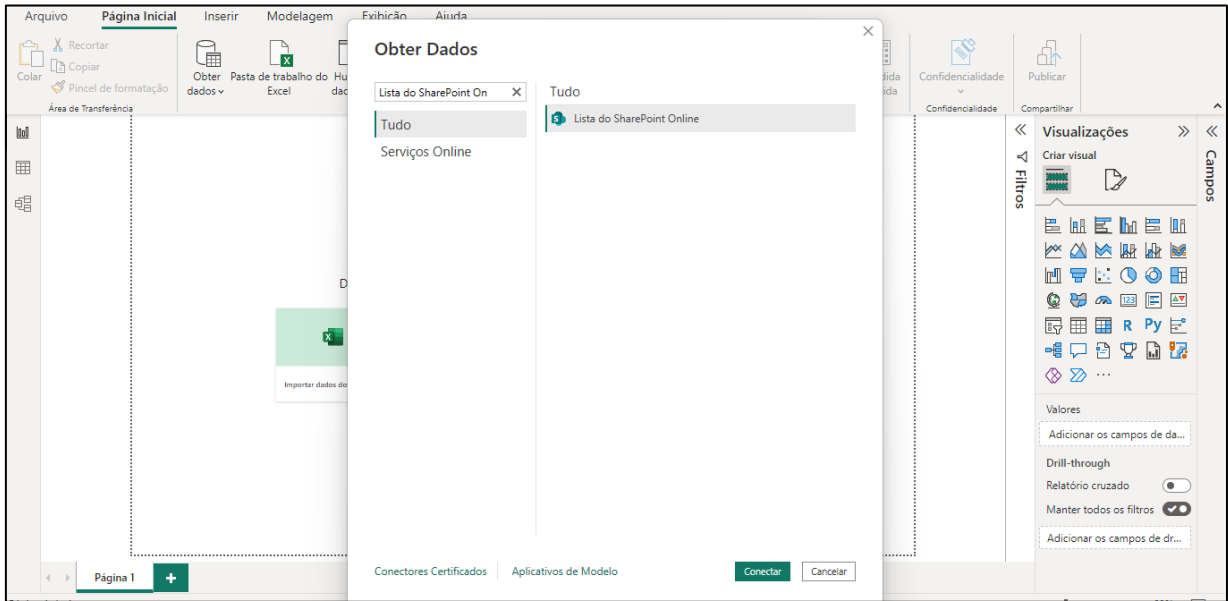 Arquivo Página Inicial Inserir Modelagem Exibição Ajuda
Recortar
Copiar
Pincel de formatação
Colar
Área de Transferência
Obter dados
Pasta de trabalho do Excel
Confidencialidade
Confidencialidade
Publicar
Compartilhar
Obter Dados
Lista do SharePoint On
Tudo
Serviços Online
Tudo
Lista do SharePoint Online
Importar dados do
Conectores Certificados
Aplicativos de Modelo
Conectar
Cancelar
Filtros
Visualizações
Criar visual
123
R Py
Valores
Adicionar os campos de da...
Drill-through
Relatório cruzado
Manter todos os filtros
Adicionar os campos de dr...
Campos
Página 1